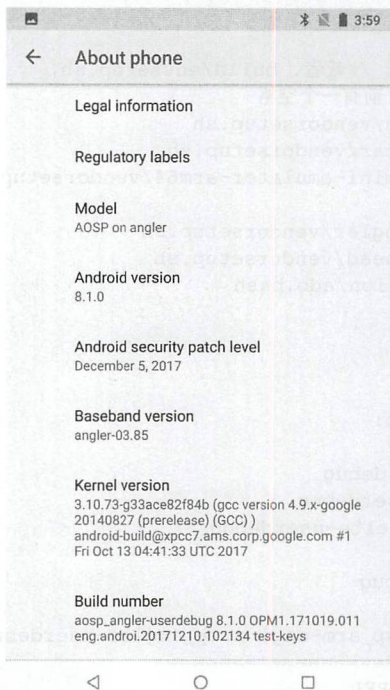 3:59
About phone
Legal information
Regulatory labels
Model
AOSP on angler
Android version
8.1.0
Android security patch level
December 5, 2017
Baseband version
angler-03.85
Kernel version
3.10.73-g33ace82f84b (gcc version 4.9.x-google
20140827 (prerelease) (GCC) )
android-build@xpcc7.ams.corp.google.com #1
Fri Oct 13 04:41:33 UTC 2017
Build number
aosp_angler-userdebug 8.1.0 OPM1.171019.011
eng.androi.20171210.102134 test-keys